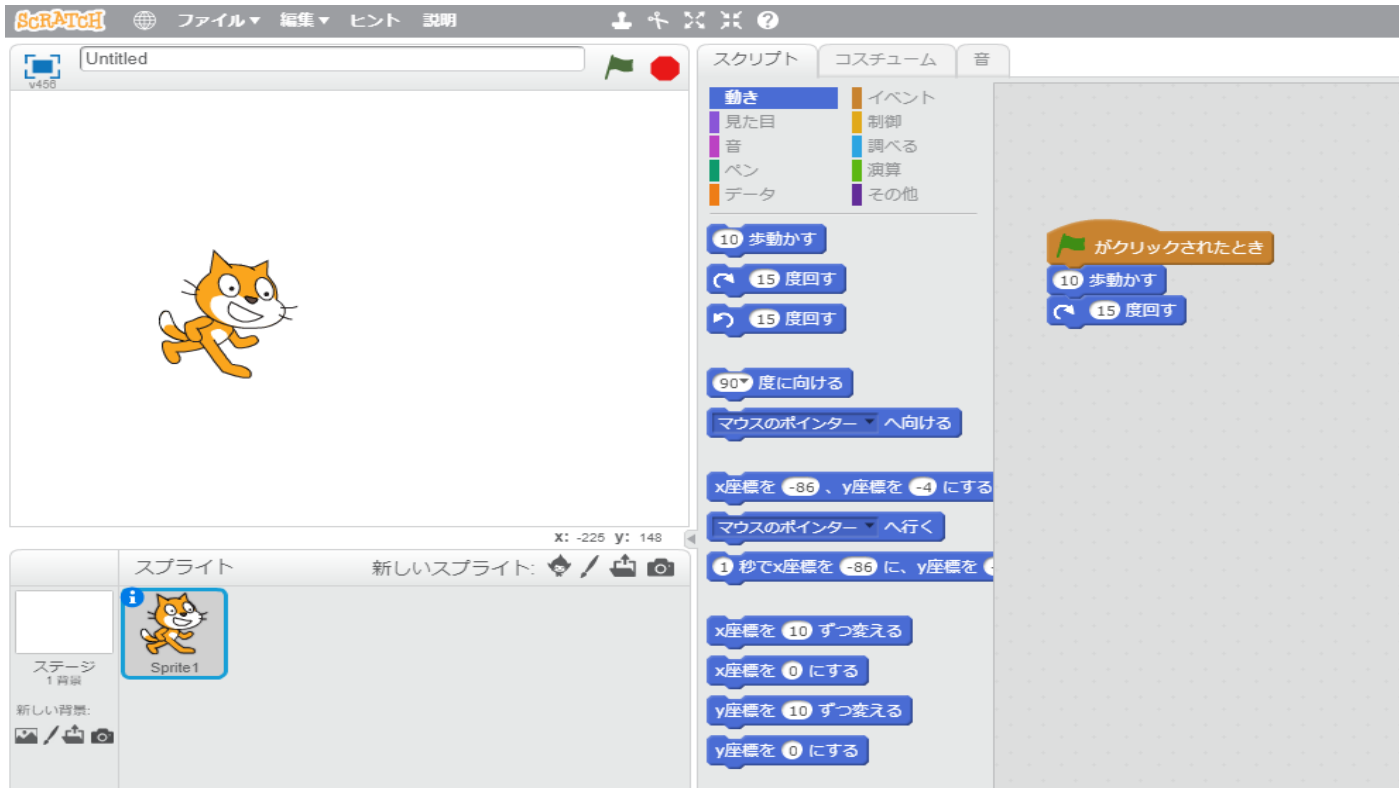 SCRATCH ファイル▼ 編集▼ ヒント 説明
Untitled
v456
スクリプト コスチューム 音
動き イベント
見た目 制御
音 調べる
ペン 演算
データ その他
10 歩動かす
15 度回す
15 度回す
90▼ 度に向ける
マウスのポインター へ向ける
x座標を -86 、y座標を -4 にする
マウスのポインター へ行く
1 秒でx座標を -86 に、y座標を
x座標を 10 ずつ変える
x座標を 0 にする
y座標を 10 ずつ変える
y座標を 0 にする
がクリックされたとき
10 歩動かす
15 度回す
x: -225 y: 148
スプライト 新しいスプライト:
ステージ
1 背景
新しい背景:
Sprite1